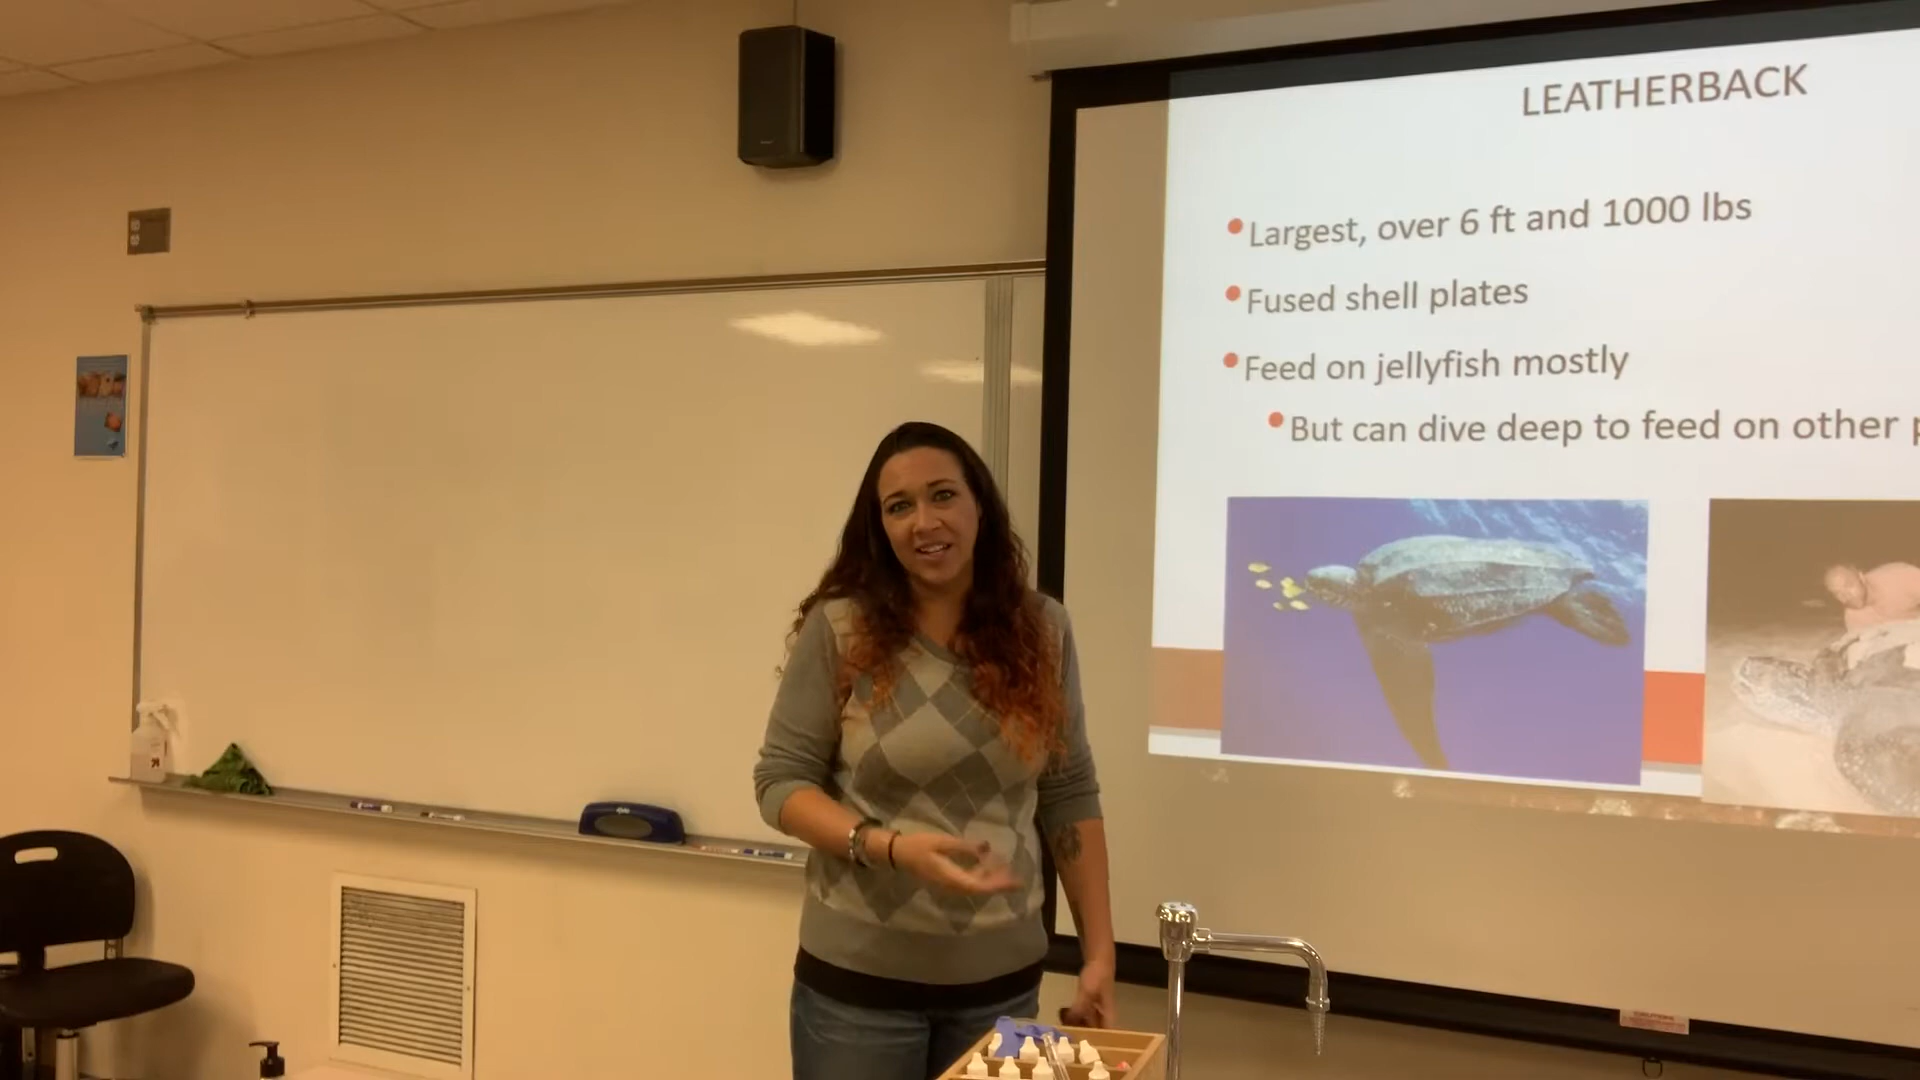 LEATHERBACK
Largest, over 6 ft and 1000 lbs
Fused shell plates
Feed on jellyfish mostly
But can dive deep to feed on other